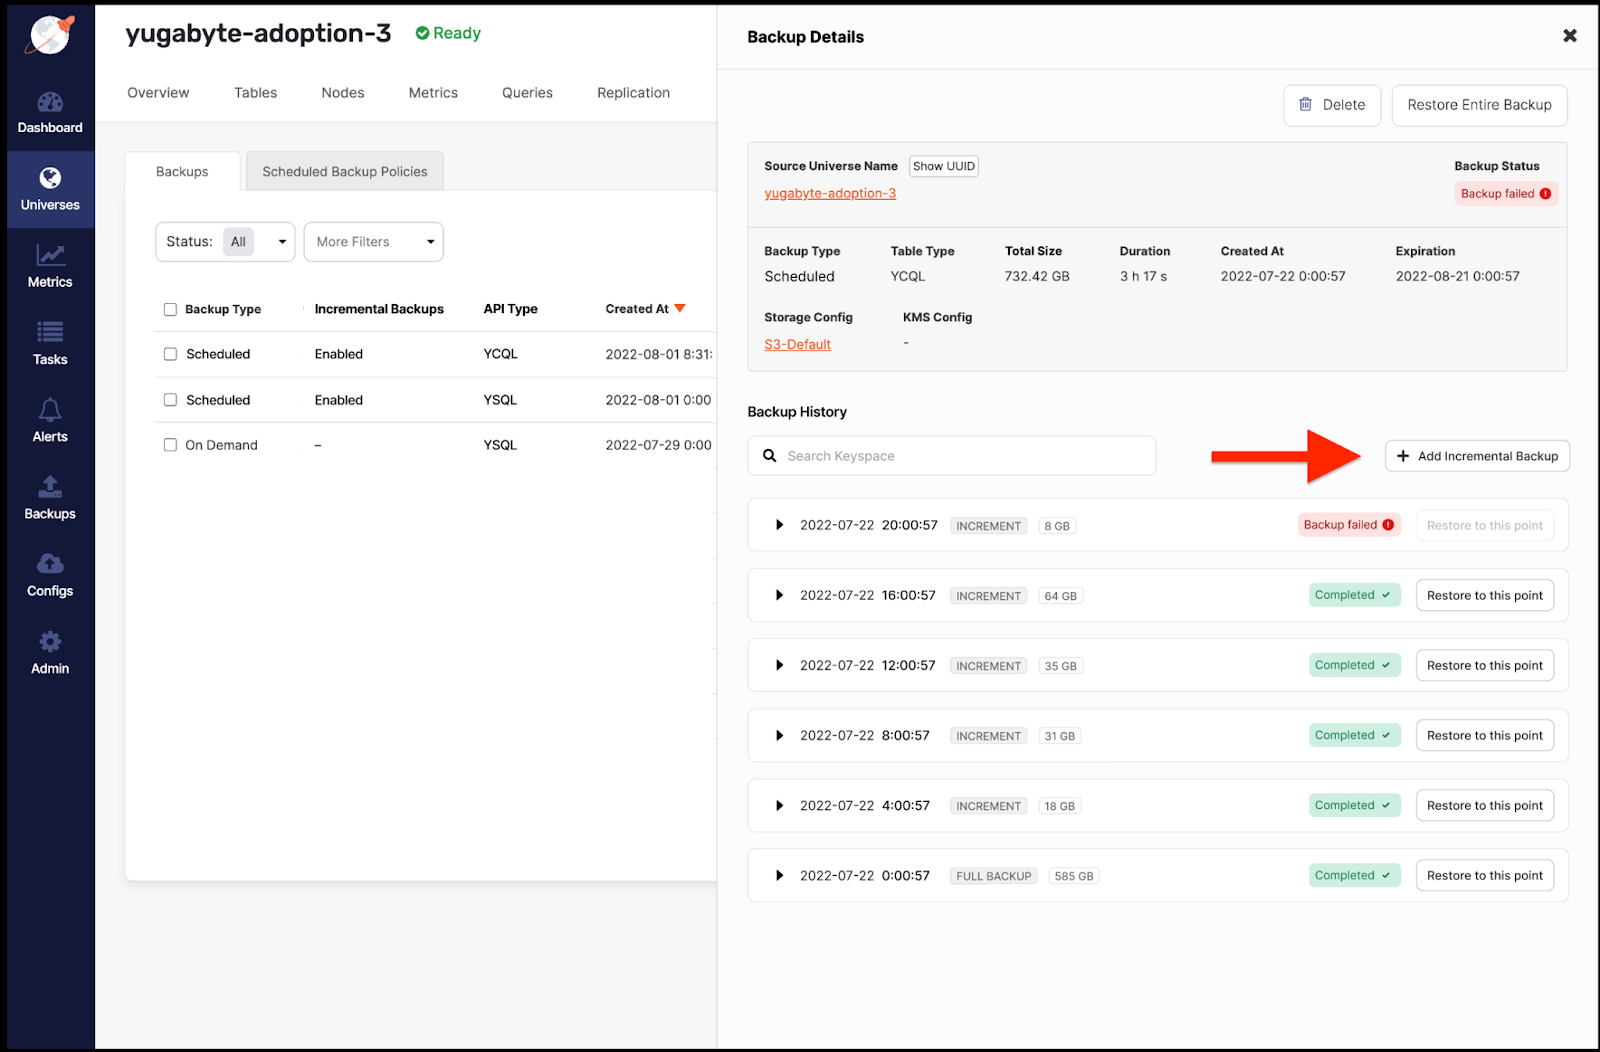 yugabyte-adoption-3 Ready
Overview Tables Nodes Metrics Queries Replication
Dashboard
Universes
Metrics
Tasks
Alerts
Backups
Configs
Admin
Backups Scheduled Backup Policies
Status: All More Filters
Backup Type Incremental Backups API Type Created At
Scheduled Enabled YCQL 2022-08-01 8:31:
Scheduled Enabled YSQL 2022-08-01 0:00
On Demand – YSQL 2022-07-29 0:00
Backup Details
Delete Restore Entire Backup
Source Universe Name Show UUID Backup Status
yugabyte-adoption-3 Backup failed
Backup Type Table Type Total Size Duration Created At Expiration
Scheduled YCQL 732.42 GB 3 h 17 s 2022-07-22 0:00:57 2022-08-21 0:00:57
Storage Config KMS Config
S3-Default -
Backup History
Search Keyspace + Add Incremental Backup
2022-07-22 20:00:57 INCREMENT 8 GB Backup failed Restore to this point
2022-07-22 16:00:57 INCREMENT 64 GB Completed Restore to this point
2022-07-22 12:00:57 INCREMENT 35 GB Completed Restore to this point
2022-07-22 8:00:57 INCREMENT 31 GB Completed Restore to this point
2022-07-22 4:00:57 INCREMENT 18 GB Completed Restore to this point
2022-07-22 0:00:57 FULL BACKUP 585 GB Completed Restore to this point